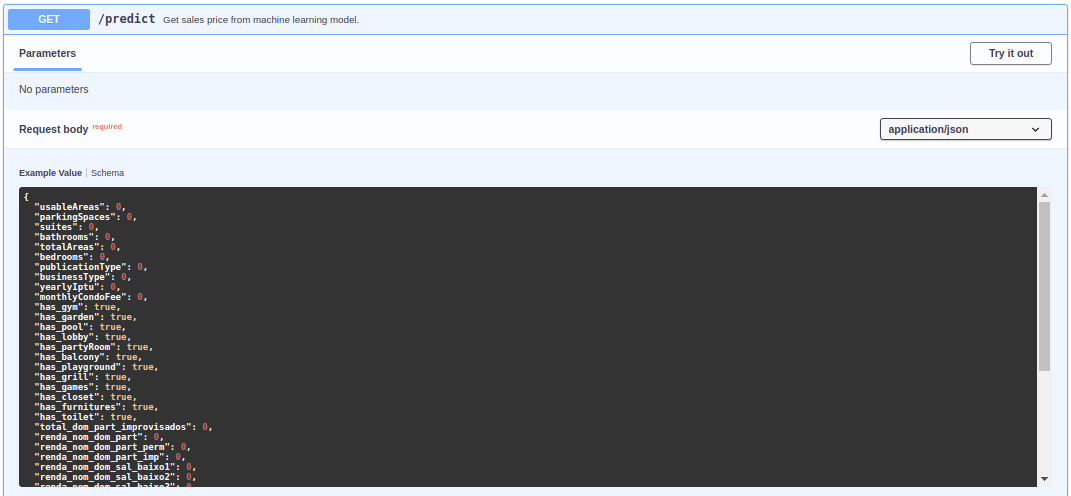 GET /predict Get sales price from machine learning model.
Parameters Try it out
No parameters
Request body required application/json
Example Value Schema
{
"usableAreas": 0,
"parkingSpaces": 0,
"suites": 0,
"bathrooms": 0,
"totalAreas": 0,
"bedrooms": 0,
"publicationType": 0,
"businessType": 0,
"yearlyIptu": 0,
"monthlyCondoFee": 0,
"has_gym": true,
"has_garden": true,
"has_pool": true,
"has_lobby": true,
"has_partyRoom": true,
"has_balcony": true,
"has_playground": true,
"has_grill": true,
"has_games": true,
"has_closet": true,
"has_furnitures": true,
"has_toilet": true,
"total_dom_part_improvisados": 0,
"renda_nom_dom_part": 0,
"renda_nom_dom_part_perm": 0,
"renda_nom_dom_part_imp": 0,
"renda_nom_dom_sal_baixo1": 0,
"renda_nom_dom_sal_baixo2": 0,
"renda_nom_dom_sal_baixo3": 0,